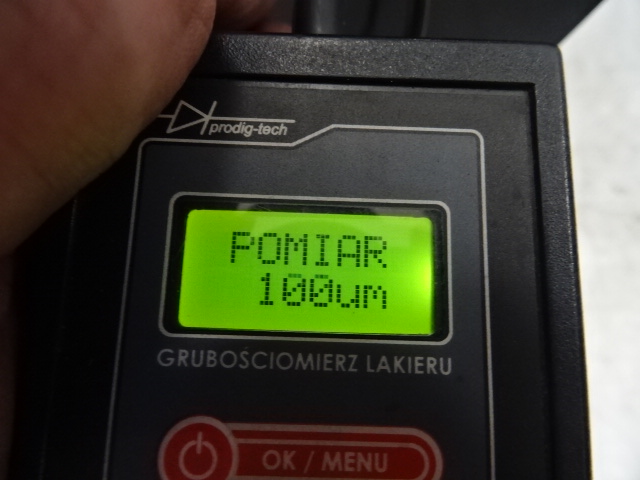 prodig-tech
POMIAR
100um
GRUBOSCIOMIERZ LAKIERU
OK / MENU